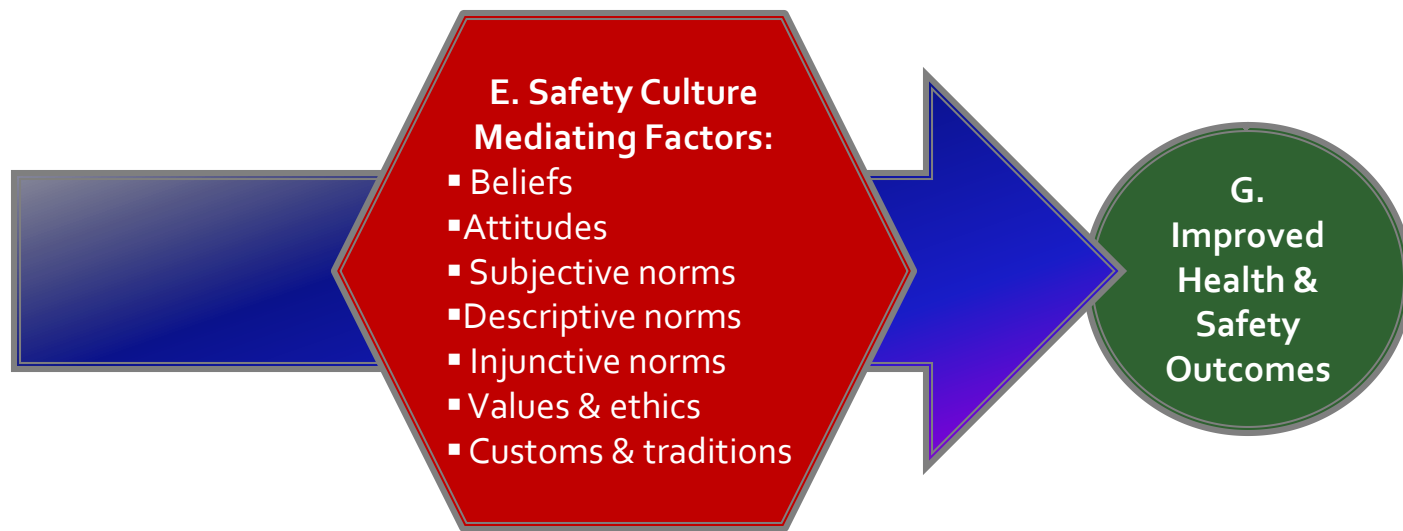 E. Safety Culture
Mediating Factors:
▪ Beliefs
▪Attitudes
▪ Subjective norms
▪Descriptive norms
▪ Injunctive norms
▪ Values & ethics
▪ Customs & traditions
G.
Improved
Health &
Safety
Outcomes